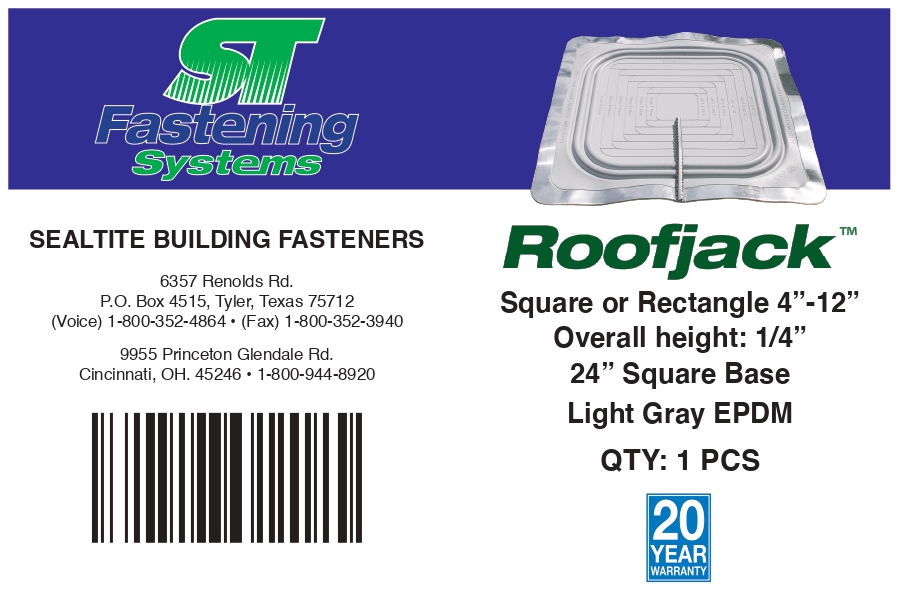 ST
Fastening
Systems
SEALTITE BUILDING FASTENERS
6357 Renolds Rd.
P.O. Box 4515, Tyler, Texas 75712
(Voice) 1-800-352-4864 • (Fax) 1-800-352-3940
9955 Princeton Glendale Rd.
Cincinnati, OH. 45246 • 1-800-944-8920
Roofjack™
Square or Rectangle 4”-12”
Overall height: 1/4”
24” Square Base
Light Gray EPDM
QTY: 1 PCS
20
YEAR
WARRANTY